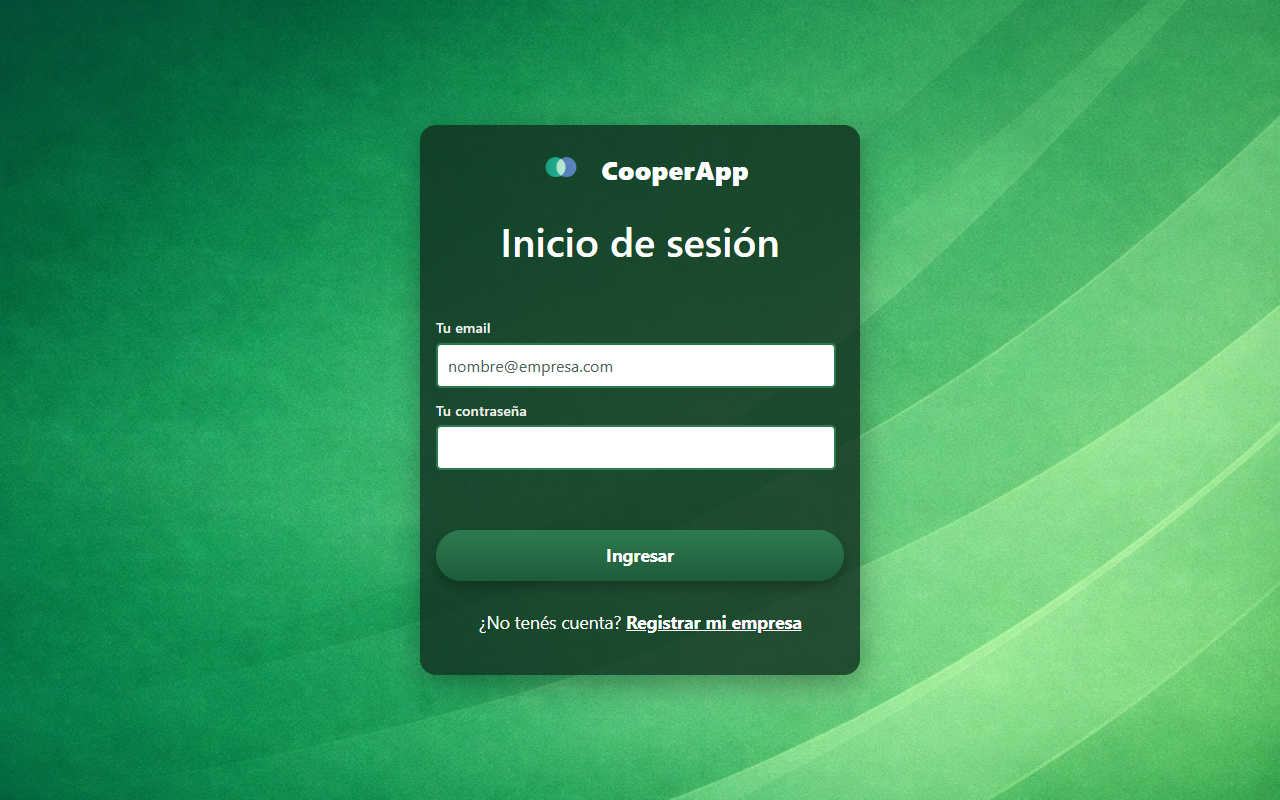 CooperApp
Inicio de sesión
Tu email
nombre@empresa.com
Tu contraseña
Ingresar
¿No tenés cuenta? Registrar mi empresa